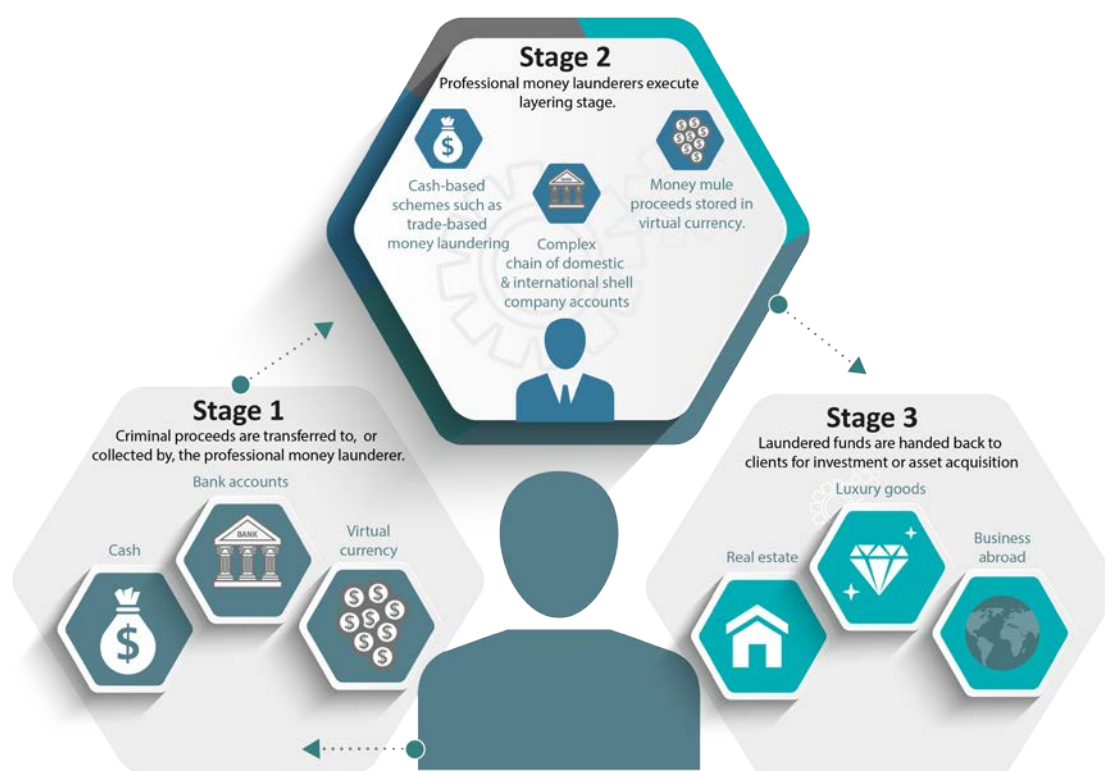 Stage 2
Professional money launderers execute
layering stage.
$
Cash-based
schemes such as
trade-based
money laundering
BANK
Complex
chain of domestic
& international shell
company accounts
$ $ $ $ $ $ $ $ $
Money mule
proceeds stored in
virtual currency.
Stage 1
Criminal proceeds are transferred to, or
collected by, the professional money launderer.
Bank accounts
BANK
Cash
$
Virtual
currency
$ $ $ $ $ $ $ $ $ $
Stage 3
Laundered funds are handed back to
clients for investment or asset acquisition
Luxury goods
Real estate
Business
abroad